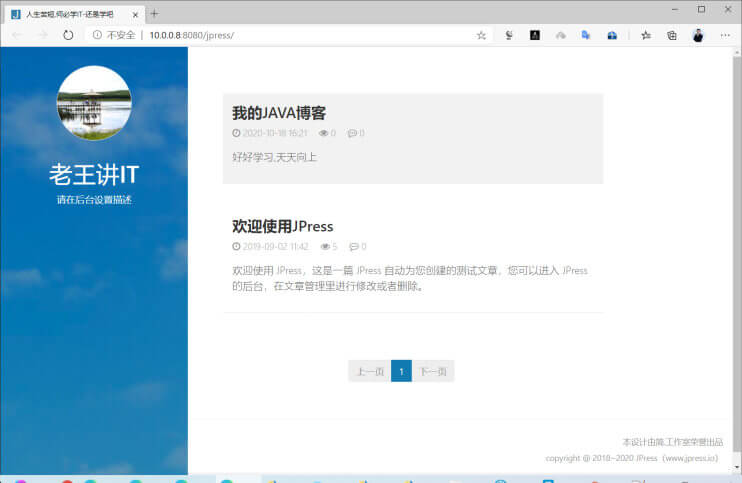 人生苦短,何必学IT-还是学吧
不安全 | 10.0.0.8:8080/jpress/
老王讲IT
请在后台设置描述
我的JAVA博客
2020-10-18 16:21 0 0
好好学习,天天向上
欢迎使用JPress
2019-09-02 11:42 5 0
欢迎使用 JPress，这是一篇 JPress 自动为您创建的测试文章，您可以进入 JPress
的后台，在文章管理里进行修改或者删除。
上一页 1 下一页
本设计由简.工作室荣誉出品
copyright @ 2018~2020 JPress（www.jpress.io）